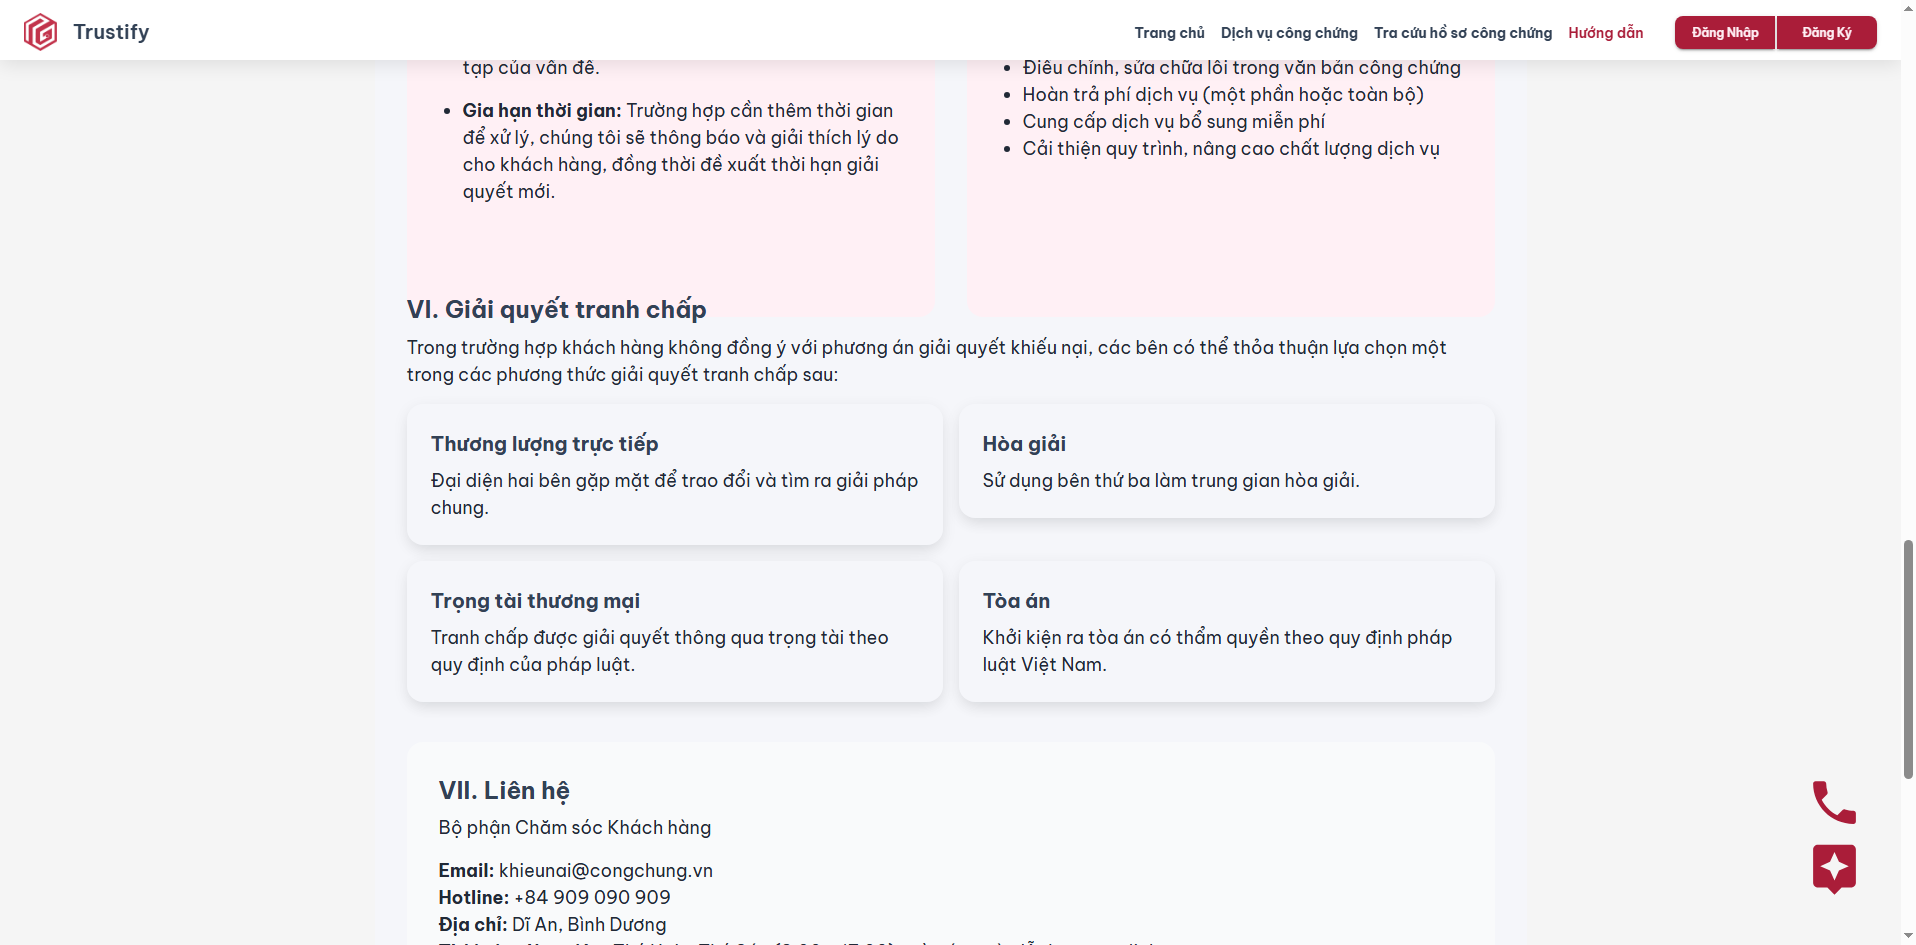 Trustify
Trang chủ
Dịch vụ công chứng
Tra cứu hồ sơ công chứng
Hướng dẫn
Đăng Nhập
Đăng Ký
tạp của vấn đề.
• Gia hạn thời gian: Trường hợp cần thêm thời gian
để xử lý, chúng tôi sẽ thông báo và giải thích lý do
cho khách hàng, đồng thời đề xuất thời hạn giải
quyết mới.
• Điều chỉnh, sửa chữa lỗi trong văn bản công chứng
• Hoàn trả phí dịch vụ (một phần hoặc toàn bộ)
• Cung cấp dịch vụ bổ sung miễn phí
• Cải thiện quy trình, nâng cao chất lượng dịch vụ
VI. Giải quyết tranh chấp
Trong trường hợp khách hàng không đồng ý với phương án giải quyết khiếu nại, các bên có thể thỏa thuận lựa chọn một
trong các phương thức giải quyết tranh chấp sau:
Thương lượng trực tiếp
Đại diện hai bên gặp mặt để trao đổi và tìm ra giải pháp
chung.
Hòa giải
Sử dụng bên thứ ba làm trung gian hòa giải.
Trọng tài thương mại
Tranh chấp được giải quyết thông qua trọng tài theo
quy định của pháp luật.
Tòa án
Khởi kiện ra tòa án có thẩm quyền theo quy định pháp
luật Việt Nam.
VII. Liên hệ
Bộ phận Chăm sóc Khách hàng
Email: khieunai@congchung.vn
Hotline: +84 909 090 909
Địa chỉ: Dĩ An, Bình Dương